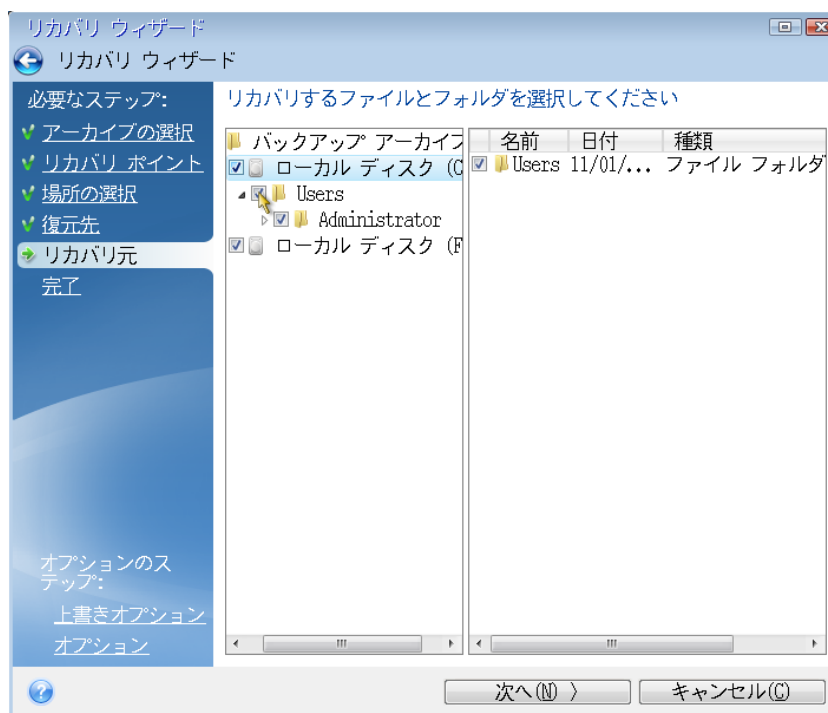 リカバリ ウィザード
リカバリ ウィザード
必要なステップ:
アーカイブの選択
リカバリ ポイント
場所の選択
復元先
リカバリ元
完了
オプションのス
テップ:
上書きオプション
オプション
リカバリするファイルとフォルダを選択してください
バックアップ アーカイブ
ローカル ディスク (C
Users
Administrator
ローカル ディスク (F
名前 日付 種類
Users 11/01/... ファイル フォルダ
次へ(N) 〉
キャンセル(C)